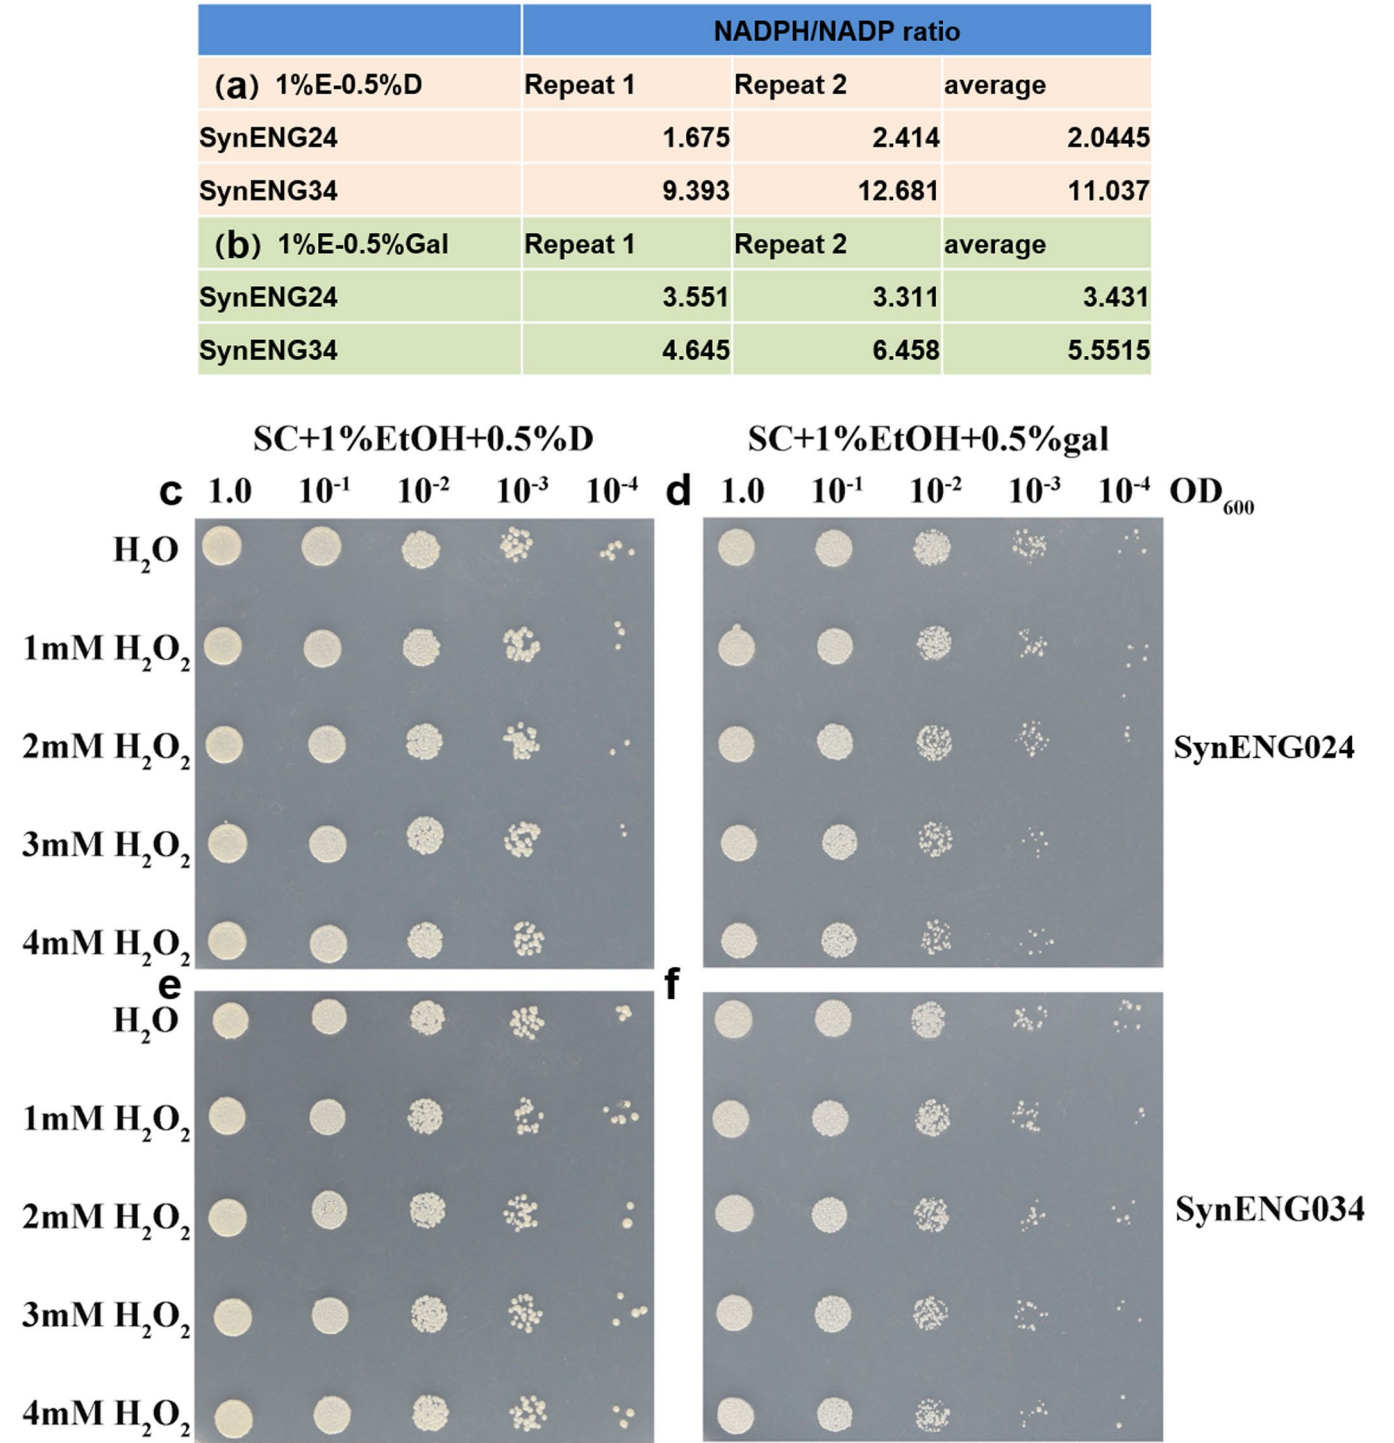 NADPH/NADP ratio
(a) 1%E-0.5%D Repeat 1 Repeat 2 average
SynENG24 1.675 2.414 2.0445
SynENG34 9.393 12.681 11.037
(b) 1%E-0.5%Gal Repeat 1 Repeat 2 average
SynENG24 3.551 3.311 3.431
SynENG34 4.645 6.458 5.5515
SC+1%EtOH+0.5%D SC+1%EtOH+0.5%gal
c 1.0 10⁻¹ 10⁻² 10⁻³ 10⁻⁴ d 1.0 10⁻¹ 10⁻² 10⁻³ 10⁻⁴ OD₆₀₀
H₂O
1mM H₂O₂
2mM H₂O₂ SynENG024
3mM H₂O₂
4mM H₂O₂
e f
H₂O
1mM H₂O₂
2mM H₂O₂ SynENG034
3mM H₂O₂
4mM H₂O₂